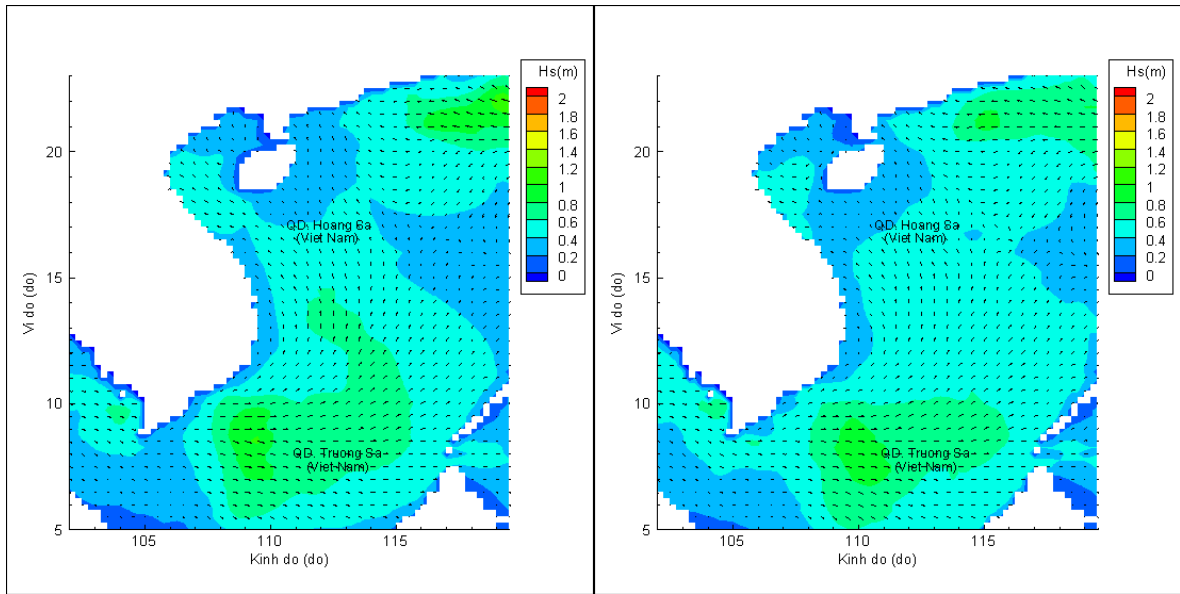 Hs(m)
2
1.8
1.6
1.4
1.2
1
0.8
0.6
0.4
0.2
0
20
15
10
5
Vi do (do)
105
110
115
Kinh do (do)
QD. Hoang Sa
(Viet Nam)
QD. Truong Sa
(Viet Nam)
Hs(m)
2
1.8
1.6
1.4
1.2
1
0.8
0.6
0.4
0.2
0
20
15
10
5
Vi do (do)
105
110
115
Kinh do (do)
QD. Hoang Sa
(Viet Nam)
QD. Truong Sa
(Viet Nam)